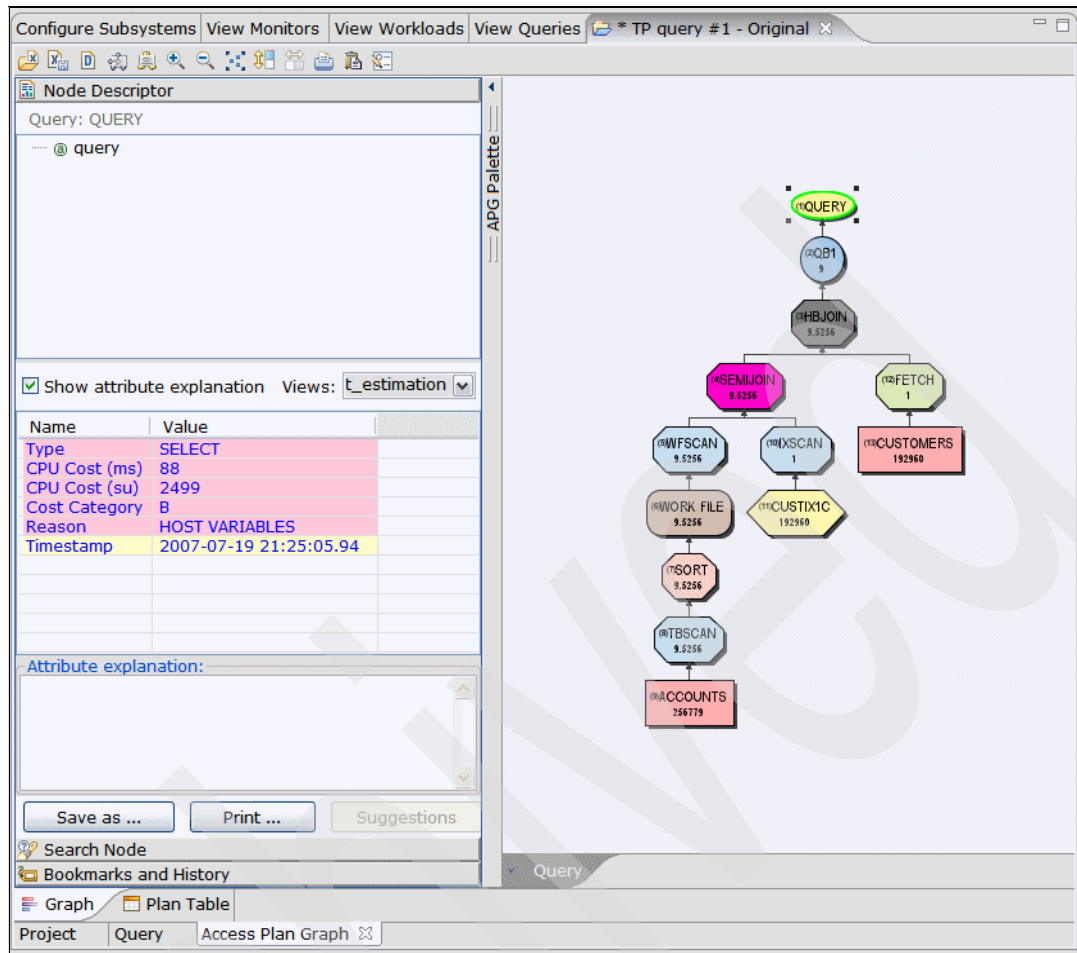 Configure Subsystems View Monitors View Workloads View Queries * TP query #1 - Original
Node Descriptor
Query: QUERY
query
Show attribute explanation Views: t_estimation
Name Value
Type SELECT
CPU Cost (ms) 88
CPU Cost (su) 2499
Cost Category B
Reason HOST VARIABLES
Timestamp 2007-07-19 21:25:05.94
Attribute explanation:
Save as ... Print ... Suggestions
Search Node
Bookmarks and History
Graph Plan Table
Project Query Access Plan Graph
APG Palette
(1)QUERY
(2)QB1
9
(3)HBJOIN
9.5256
(4)SEMIJOIN
9.5256
(12)FETCH
1
(5)WFSCAN
9.5256
(10)IXSCAN
1
(13)CUSTOMERS
192960
(6)WORK FILE
9.5256
(11)CUSTIX1C
192960
(7)SORT
9.5256
(8)TBSCAN
9.5256
(9)ACCOUNTS
256779
Query